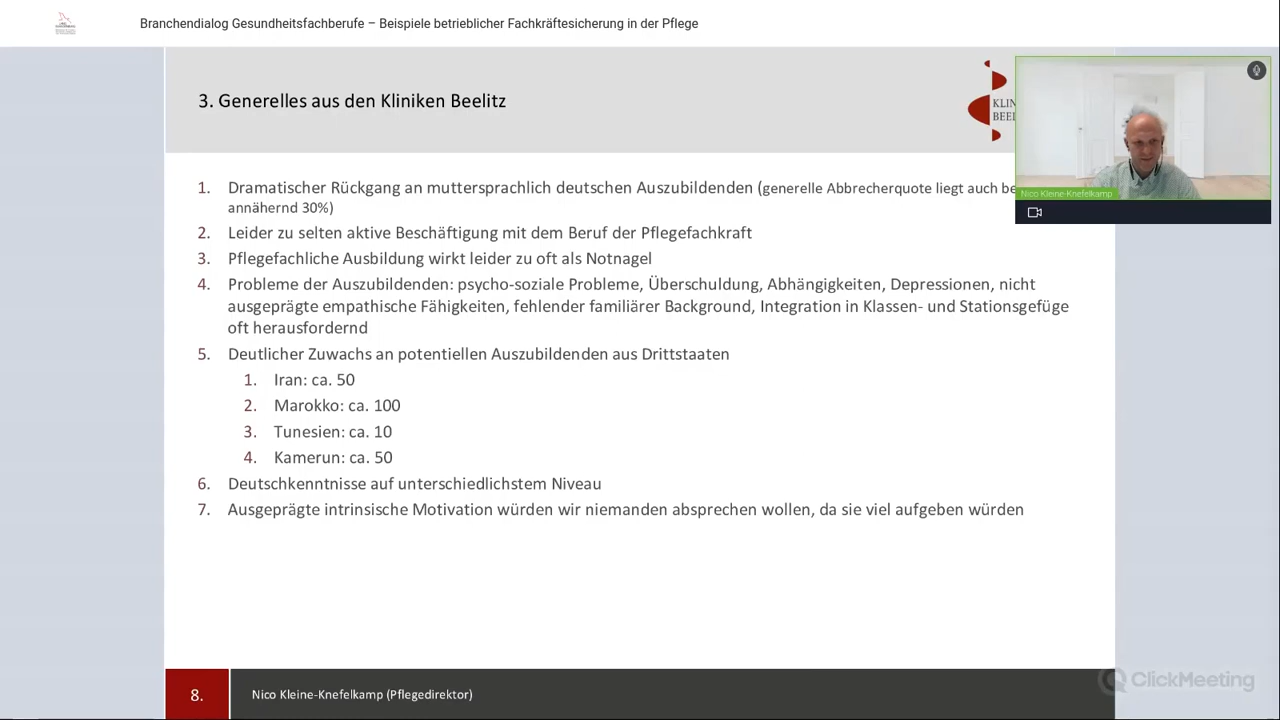 Branchendialog Gesundheitsfachberufe – Beispiele betrieblicher Fachkräftesicherung in der Pflege
3. Generelles aus den Kliniken Beelitz
Nico Kleine-Knefelkamp
1. Dramatischer Rückgang an muttersprachlich deutschen Auszubildenden (generelle Abbrecherquote liegt auch
annähernd 30%)
2. Leider zu selten aktive Beschäftigung mit dem Beruf der Pflegefachkraft
3. Pflegefachliche Ausbildung wirkt leider zu oft als Notnagel
4. Probleme der Auszubildenden: psycho-soziale Probleme, Überschuldung, Abhängigkeiten, Depressionen, nicht
ausgeprägte empathische Fähigkeiten, fehlender familiärer Background, Integration in Klassen- und Stationsgefüge
oft herausfordernd
5. Deutlicher Zuwachs an potentiellen Auszubildenden aus Drittstaaten
1. Iran: ca. 50
2. Marokko: ca. 100
3. Tunesien: ca. 10
4. Kamerun: ca. 50
6. Deutschkenntnisse auf unterschiedlichstem Niveau
7. Ausgeprägte intrinsische Motivation würden wir niemanden absprechen wollen, da sie viel aufgeben würden
8.
Nico Kleine-Knefelkamp (Pflegedirektor)
ClickMeeting